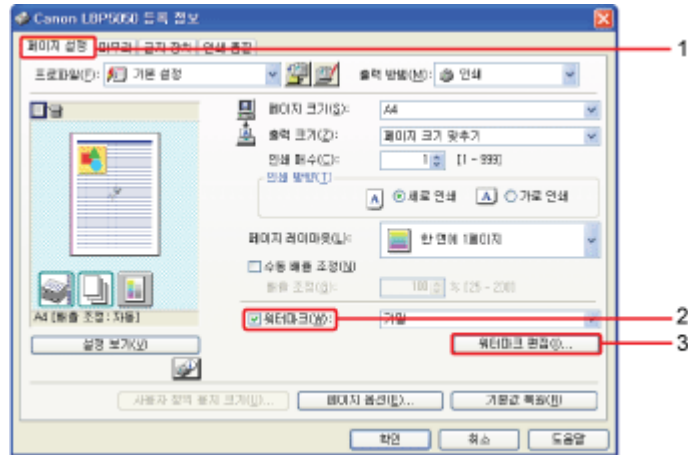 Canon LBP5050 등록 정보
페이지 설정 마무리 급지 장치 인쇄 품질
1
프로파일(F): 기본 설정 출력 방법(M): 인쇄
페이지 크기(S): A4
출력 크기(Z): 페이지 크기 맞추기
인쇄 매수(C): 1 [1 - 999]
인쇄 방향(T)
A 세로 인쇄 A 가로 인쇄
페이지 레이아웃(L): 한 면에 1페이지
수동 배율 조정(N)
배율 조정(G): 100 % [25 - 200]
A4 [배율 조정: 자동]
워터마크(W): 2
설정 보기(V) 워터마크 편집(I)... 3
사용자 정의 용지 크기(U)... 페이지 옵션(E)... 기본값 복원(R)
확인 취소 도움말